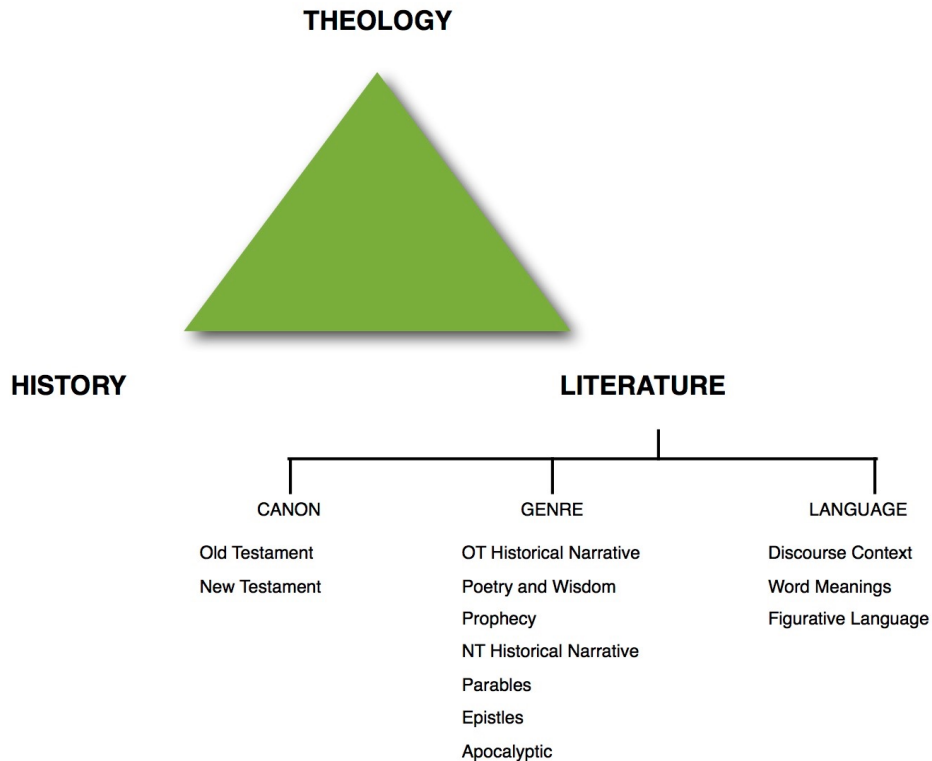 THEOLOGY
HISTORY
LITERATURE
CANON
Old Testament
New Testament
GENRE
OT Historical Narrative
Poetry and Wisdom
Prophecy
NT Historical Narrative
Parables
Epistles
Apocalyptic
LANGUAGE
Discourse Context
Word Meanings
Figurative Language